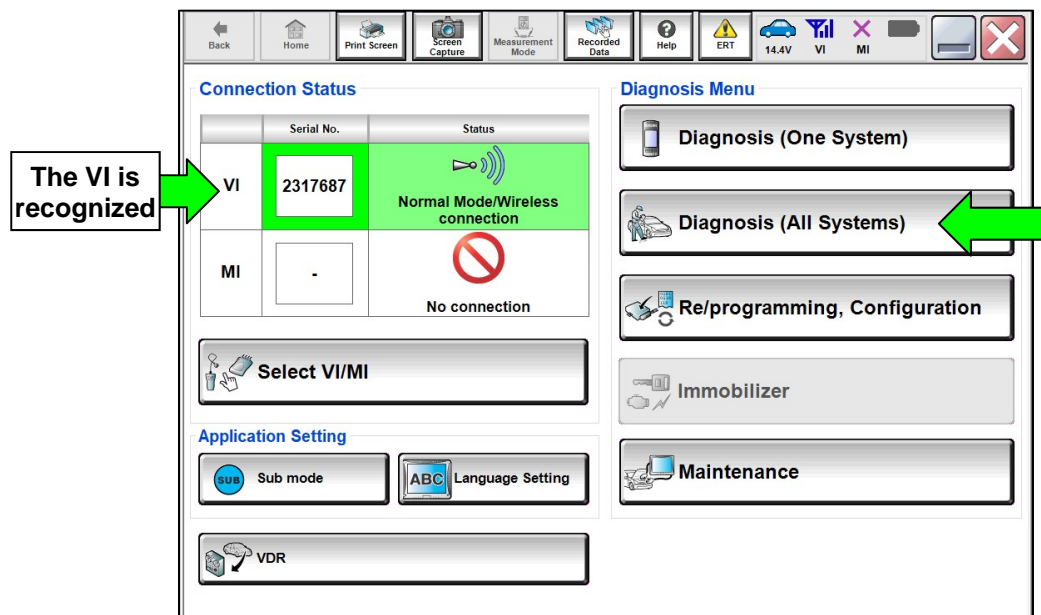 Back
Home
Print Screen
Screen
Capture
Measurement
Mode
Recorded
Data
Help
ERT
14.4V
VI
MI
Connection Status
Serial No.
Status
VI
2317687
Normal Mode/Wireless
connection
MI
-
No connection
The VI is
recognized
Select VI/MI
Application Setting
SUB
Sub mode
ABC
Language Setting
VDR
Diagnosis Menu
Diagnosis (One System)
Diagnosis (All Systems)
Re/programming, Configuration
Immobilizer
Maintenance